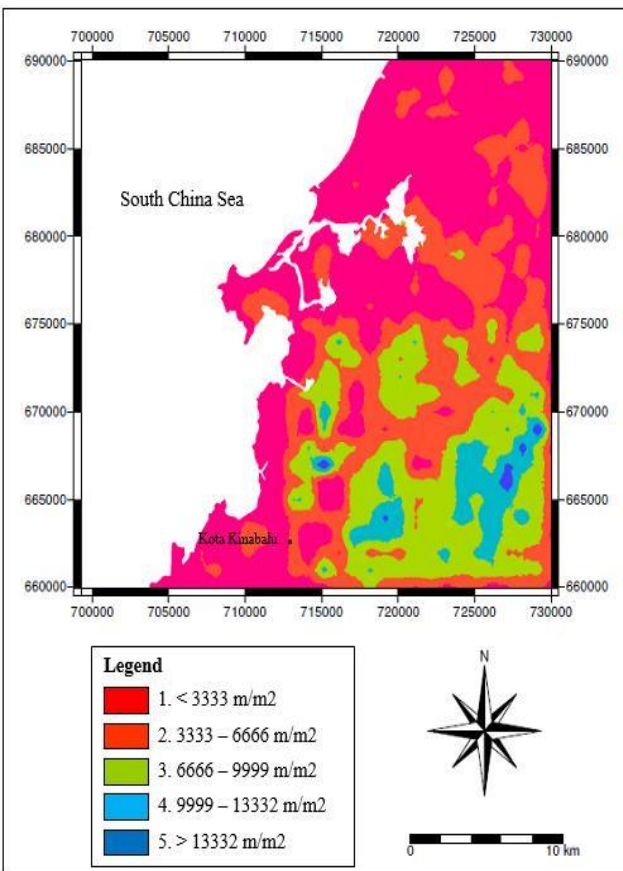 700000 705000 710000 715000 720000 725000 730000
690000 690000
685000 685000
South China Sea
680000 680000
675000 675000
670000 670000
665000 665000
Kota Kinabalu
660000 660000
700000 705000 710000 715000 720000 725000 730000
Legend
1. < 3333 m/m2
2. 3333 – 6666 m/m2
3. 6666 – 9999 m/m2
4. 9999 – 13332 m/m2
5. > 13332 m/m2
N
0 10 km